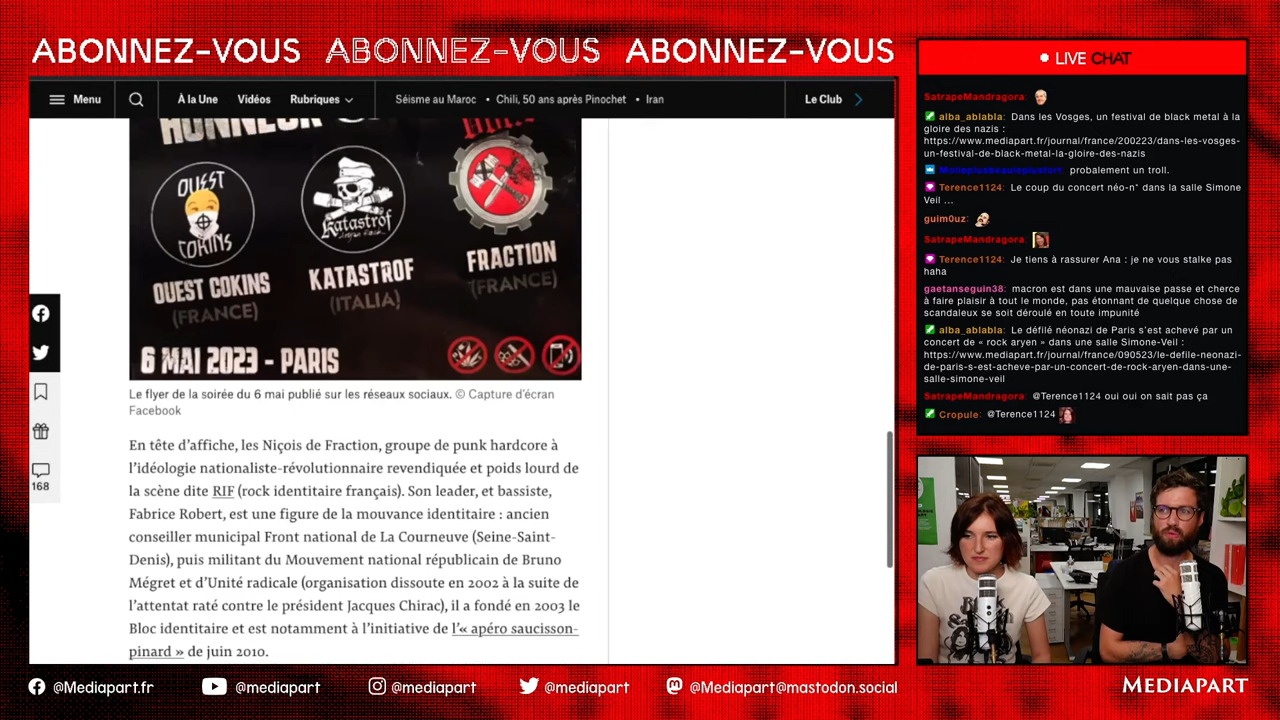 ABONNEZ-VOUS ABONNEZ-VOUS ABONNEZ-VOUS
Menu À la Une Vidéos Rubriques Séisme au Maroc • Chili, 50 ans après Pinochet • Iran Le Club
HONNEUR
OUEST COKINS
Katastrof
OUEST COKINS
(FRANCE)
KATASTROF
(ITALIA)
FRACTION
(FRANCE)
6 MAI 2023 - PARIS
Le flyer de la soirée du 6 mai publié sur les réseaux sociaux. © Capture d'écran
Facebook
168
En tête d'affiche, les Niçois de Fraction, groupe de punk hardcore à
l'idéologie nationaliste-révolutionnaire revendiquée et poids lourd de
la scène dite RIF (rock identitaire français). Son leader, et bassiste,
Fabrice Robert, est une figure de la mouvance identitaire : ancien
conseiller municipal Front national de La Courneuve (Seine-Saint-
Denis), puis militant du Mouvement national républicain de Bruno
Mégret et d'Unité radicale (organisation dissoute en 2002 à la suite de
l'attentat raté contre le président Jacques Chirac), il a fondé en 2003 le
Bloc identitaire et est notamment à l'initiative de l'« apéro saucisson-
pinard » de juin 2010.
LIVE CHAT
SatrapeMandragora:
alba_ablabla: Dans les Vosges, un festival de black metal à la
gloire des nazis :
https://www.mediapart.fr/journal/france/200223/dans-les-vosges-
un-festival-de-black-metal-la-gloire-des-nazis
probalement un troll.
Terence1124: Le coup du concert néo-n* dans la salle Simone
Veil ...
guim0uz:
SatrapeMandragora
Terence1124: Je tiens à rassurer Ana : je ne vous stalke pas
haha
gaetanseguin38: macron est dans une mauvaise passe et cherce
à faire plaisir à tout le monde, pas étonnant de quelque chose de
scandaleux se soit déroulé en toute impunité
alba_ablabla: Le défilé néonazi de Paris s'est achevé par un
concert de « rock aryen » dans une salle Simone-Veil :
https://www.mediapart.fr/journal/france/090523/le-defile-neonazi-
de-paris-s-est-acheve-par-un-concert-de-rock-aryen-dans-une-
salle-simone-veil
SatrapeMandragora: @Terence1124 oui oui on sait pas ça
Cropule: @Terence1124
@Mediapart.fr @mediapart @mediapart @mediapart @Mediapart@mastodon.social
MEDIAPART